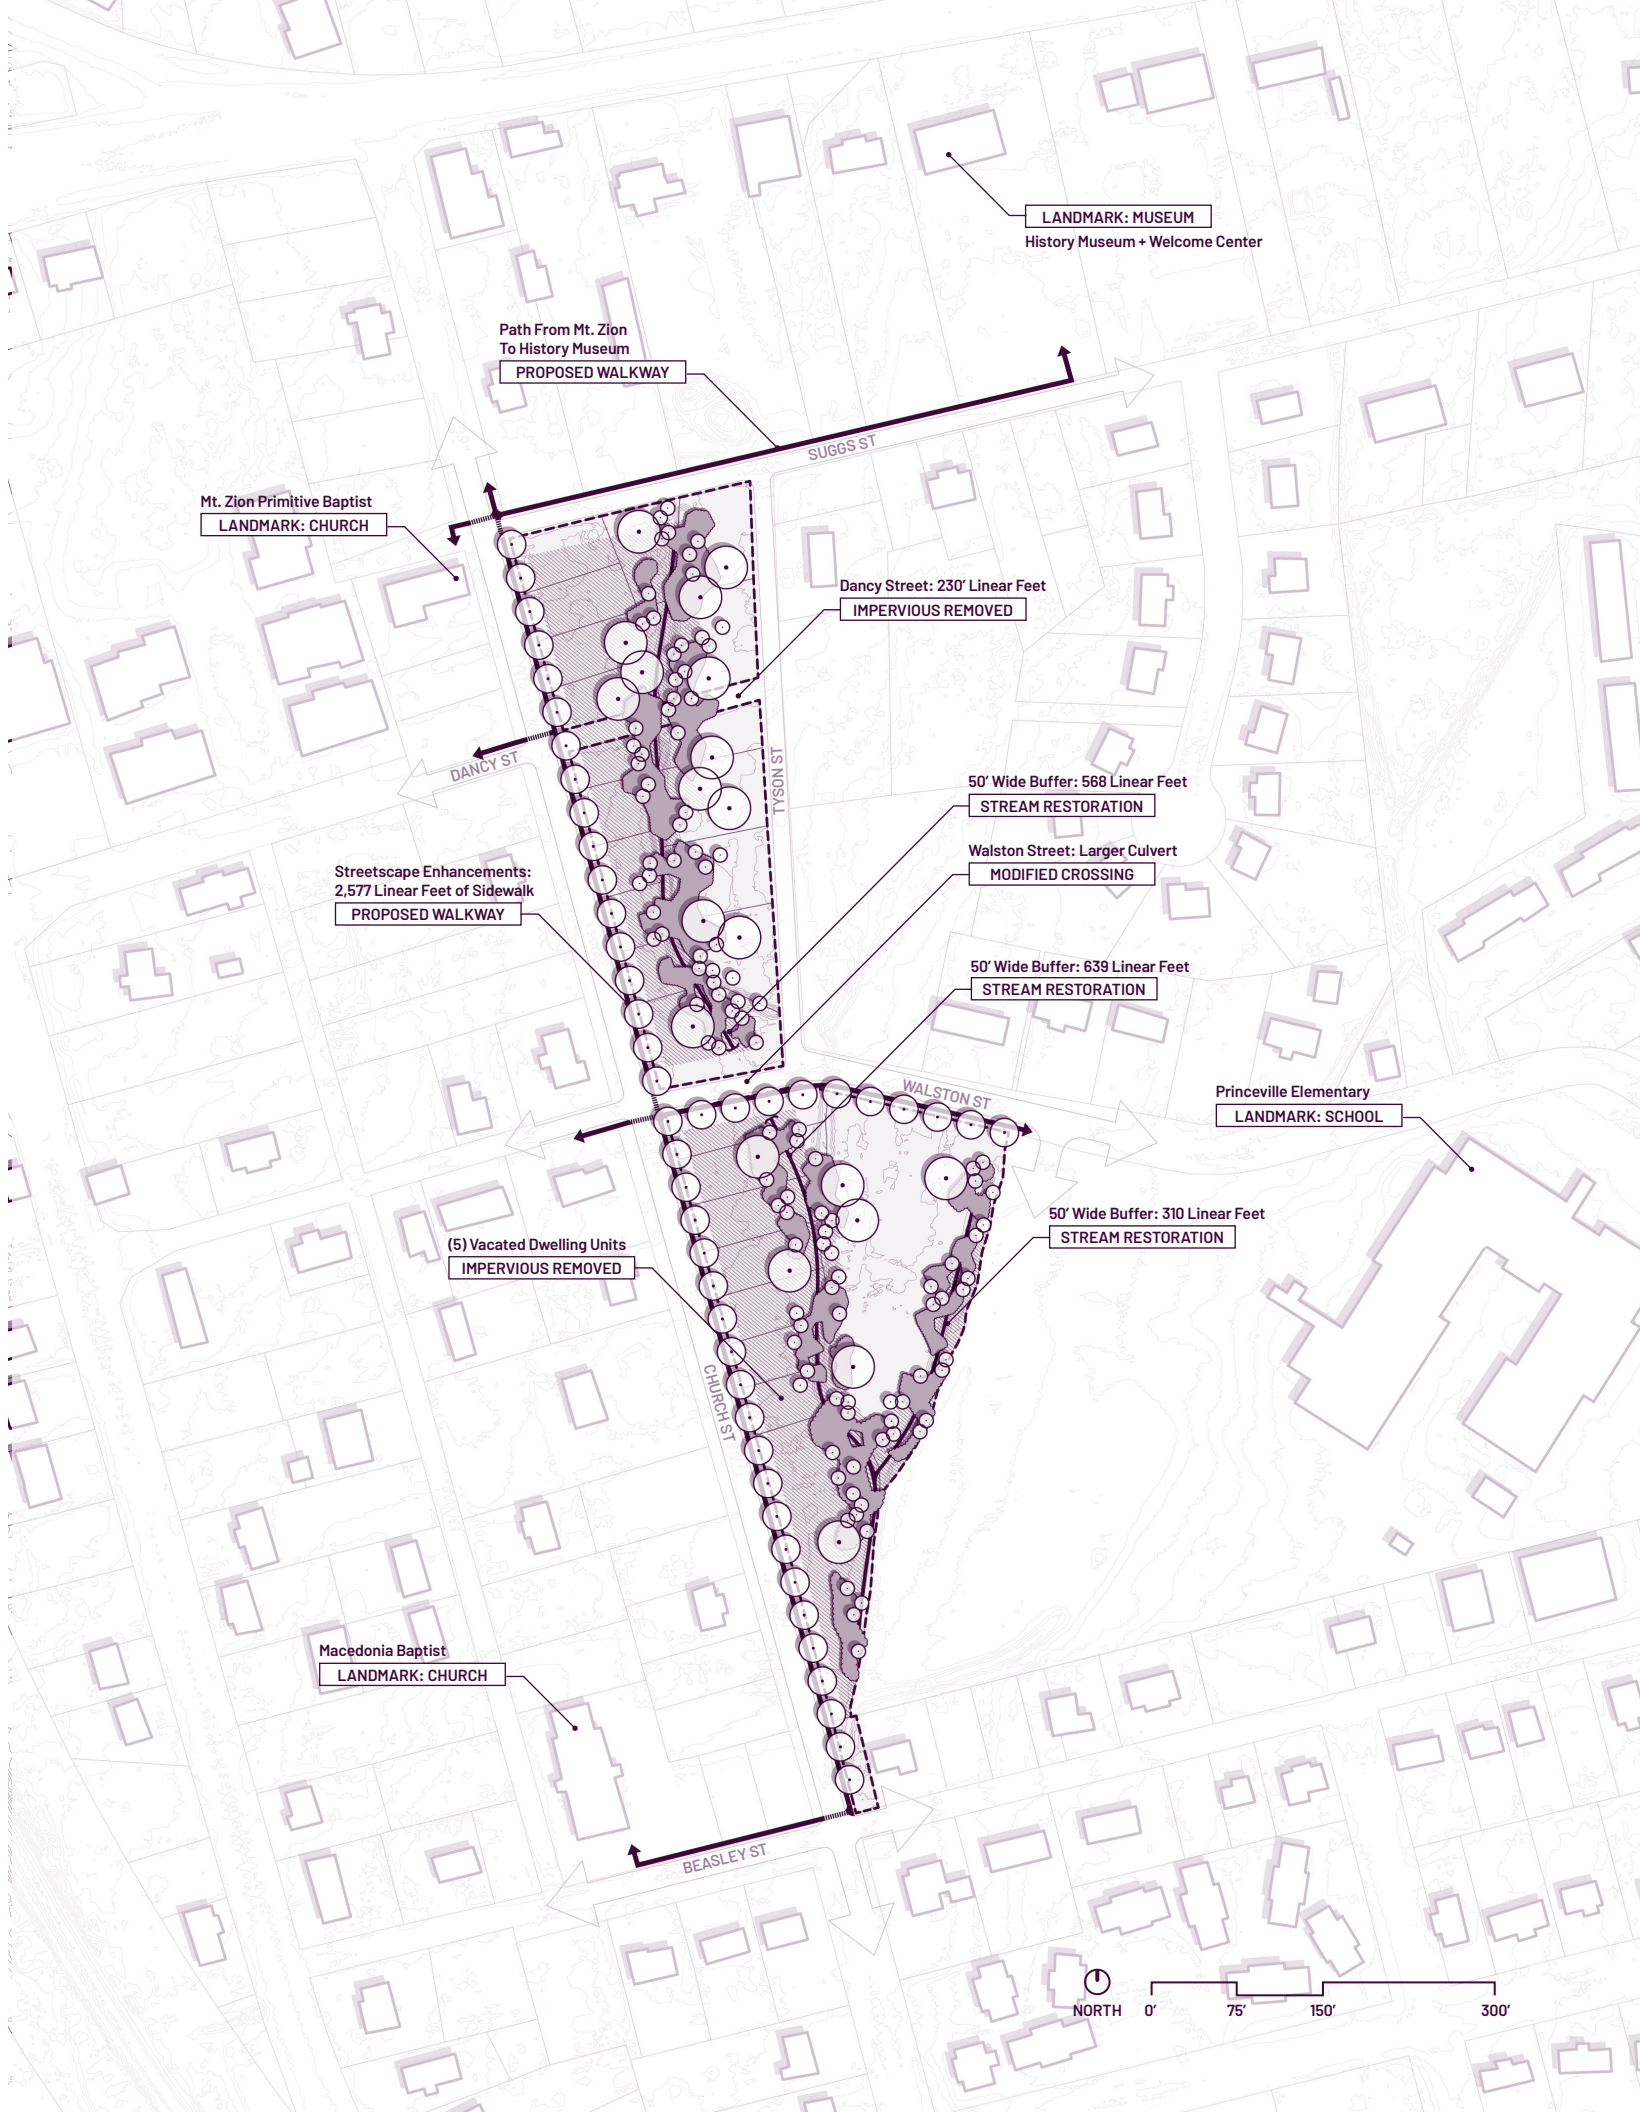 LANDMARK: MUSEUM
History Museum + Welcome Center
Path From Mt. Zion
To History Museum
PROPOSED WALKWAY
SUGGS ST
Mt. Zion Primitive Baptist
LANDMARK: CHURCH
Dancy Street: 230' Linear Feet
IMPERVIOUS REMOVED
DANCY ST
TYSON ST
50' Wide Buffer: 568 Linear Feet
STREAM RESTORATION
Walston Street: Larger Culvert
MODIFIED CROSSING
Streetscape Enhancements:
2,577 Linear Feet of Sidewalk
PROPOSED WALKWAY
50' Wide Buffer: 639 Linear Feet
STREAM RESTORATION
WALSTON ST
Princeville Elementary
LANDMARK: SCHOOL
50' Wide Buffer: 310 Linear Feet
STREAM RESTORATION
(5) Vacated Dwelling Units
IMPERVIOUS REMOVED
CHURCH ST
Macedonia Baptist
LANDMARK: CHURCH
BEASLEY ST
NORTH
0' 75' 150' 300'